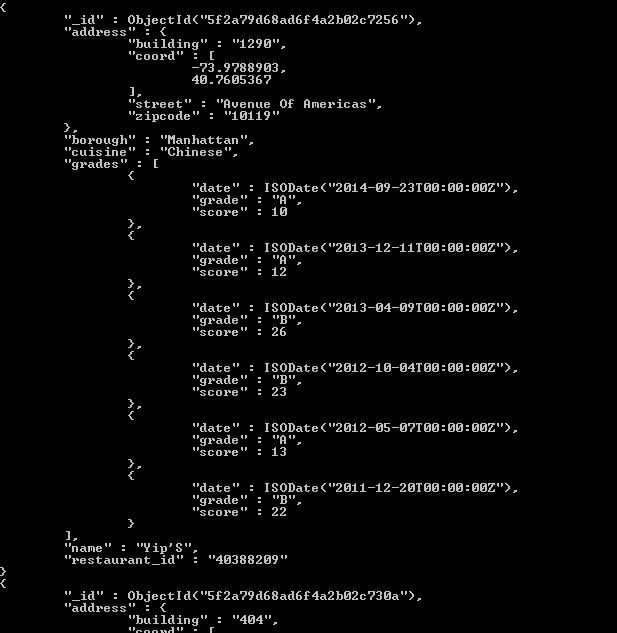 {
"_id" : ObjectId("5f2a79d68ad6f4a2b02c7256"),
"address" : {
"building" : "1290",
"coord" : [
-73.9788903,
40.7605367
],
"street" : "Avenue Of Americas",
"zipcode" : "10119"
},
"borough" : "Manhattan",
"cuisine" : "Chinese",
"grades" : [
{
"date" : ISODate("2014-09-23T00:00:00Z"),
"grade" : "A",
"score" : 10
},
{
"date" : ISODate("2013-12-11T00:00:00Z"),
"grade" : "A",
"score" : 12
},
{
"date" : ISODate("2013-04-09T00:00:00Z"),
"grade" : "B",
"score" : 26
},
{
"date" : ISODate("2012-10-04T00:00:00Z"),
"grade" : "B",
"score" : 23
},
{
"date" : ISODate("2012-05-07T00:00:00Z"),
"grade" : "A",
"score" : 13
},
{
"date" : ISODate("2011-12-20T00:00:00Z"),
"grade" : "B",
"score" : 22
}
],
"name" : "Yip'S",
"restaurant_id" : "40388209"
}
{
"_id" : ObjectId("5f2a79d68ad6f4a2b02c730a"),
"address" : {
"building" : "404",
"coord" : [